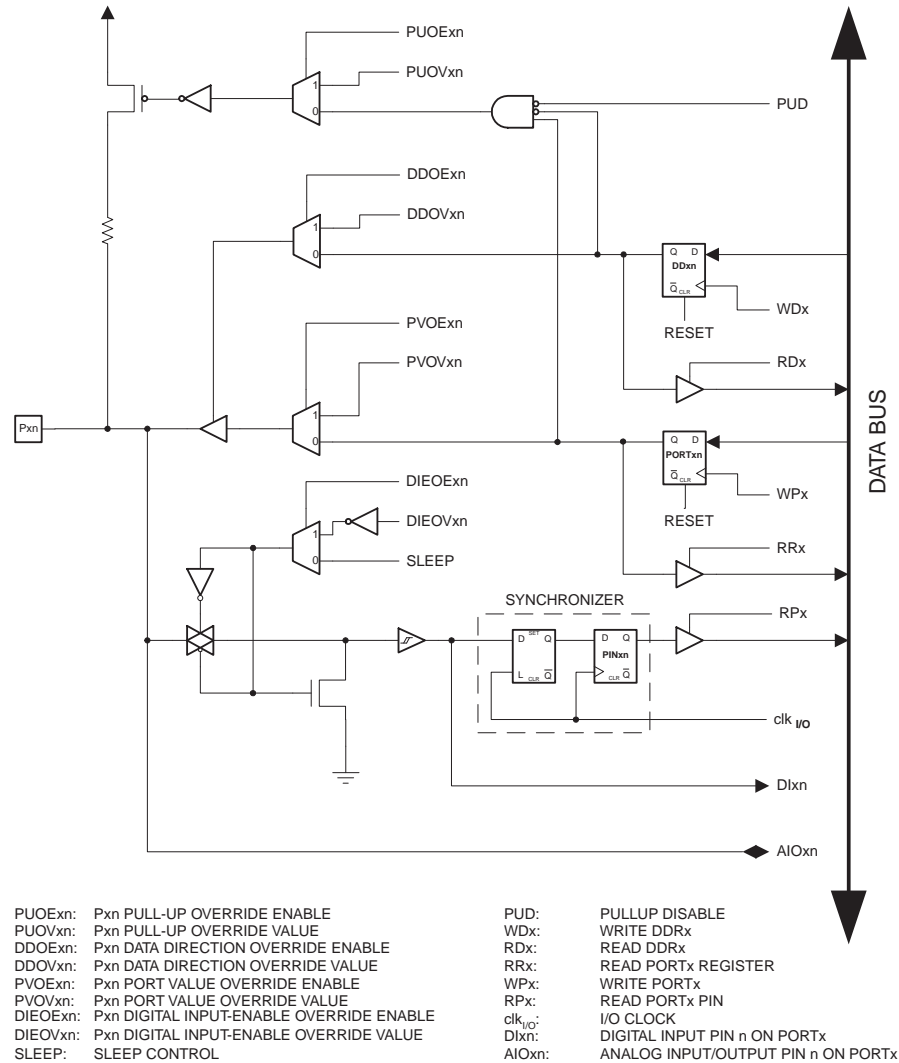 PUOExn
PUOVxn
1
0
PUD
DDOExn
DDOVxn
1
0
Q D
DDxn
Q CLR
WDx
RESET
RDx
PVOExn
PVOVxn
1
0
Pxn
Q D
PORTxn
Q CLR
WPx
RESET
RRx
DATA BUS
DIEOExn
DIEOVxn
1
0
SLEEP
SYNCHRONIZER
RPx
D SET Q
L CLR Q
D Q
PINxn
CLR Q
clk I/O
DIxn
AIOxn
PUOExn: Pxn PULL-UP OVERRIDE ENABLE
PUOVxn: Pxn PULL-UP OVERRIDE VALUE
DDOExn: Pxn DATA DIRECTION OVERRIDE ENABLE
DDOVxn: Pxn DATA DIRECTION OVERRIDE VALUE
PVOExn: Pxn PORT VALUE OVERRIDE ENABLE
PVOVxn: Pxn PORT VALUE OVERRIDE VALUE
DIEOExn: Pxn DIGITAL INPUT-ENABLE OVERRIDE ENABLE
DIEOVxn: Pxn DIGITAL INPUT-ENABLE OVERRIDE VALUE
SLEEP: SLEEP CONTROL
PUD: PULLUP DISABLE
WDx: WRITE DDRx
RDx: READ DDRx
RRx: READ PORTx REGISTER
WPx: WRITE PORTx
RPx: READ PORTx PIN
clkI/O: I/O CLOCK
DIxn: DIGITAL INPUT PIN n ON PORTx
AIOxn: ANALOG INPUT/OUTPUT PIN n ON PORTx